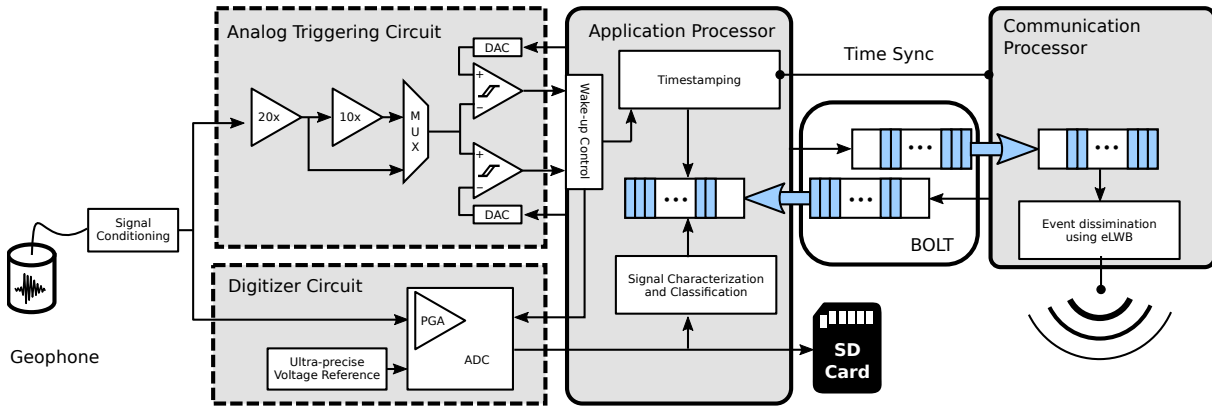 Analog Triggering Circuit
20x
10x
MUX
DAC
+
−
+
−
DAC
Wake-up Control
Application Processor
Timestamping
Time Sync
Communication
Processor
BOLT
Event dissimination
using eLWB
Signal
Conditioning
Geophone
Digitizer Circuit
PGA
ADC
Ultra-precise
Voltage Reference
Signal Characterization
and Classification
SD
Card